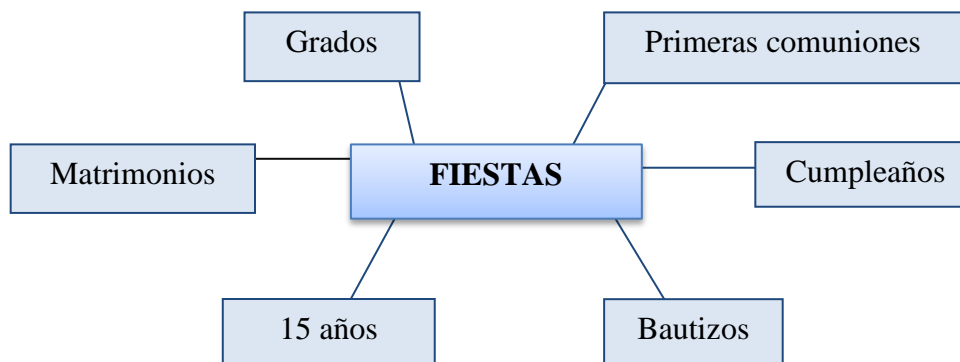 Grados
Primeras comuniones
Matrimonios
FIESTAS
Cumpleaños
15 años
Bautizos